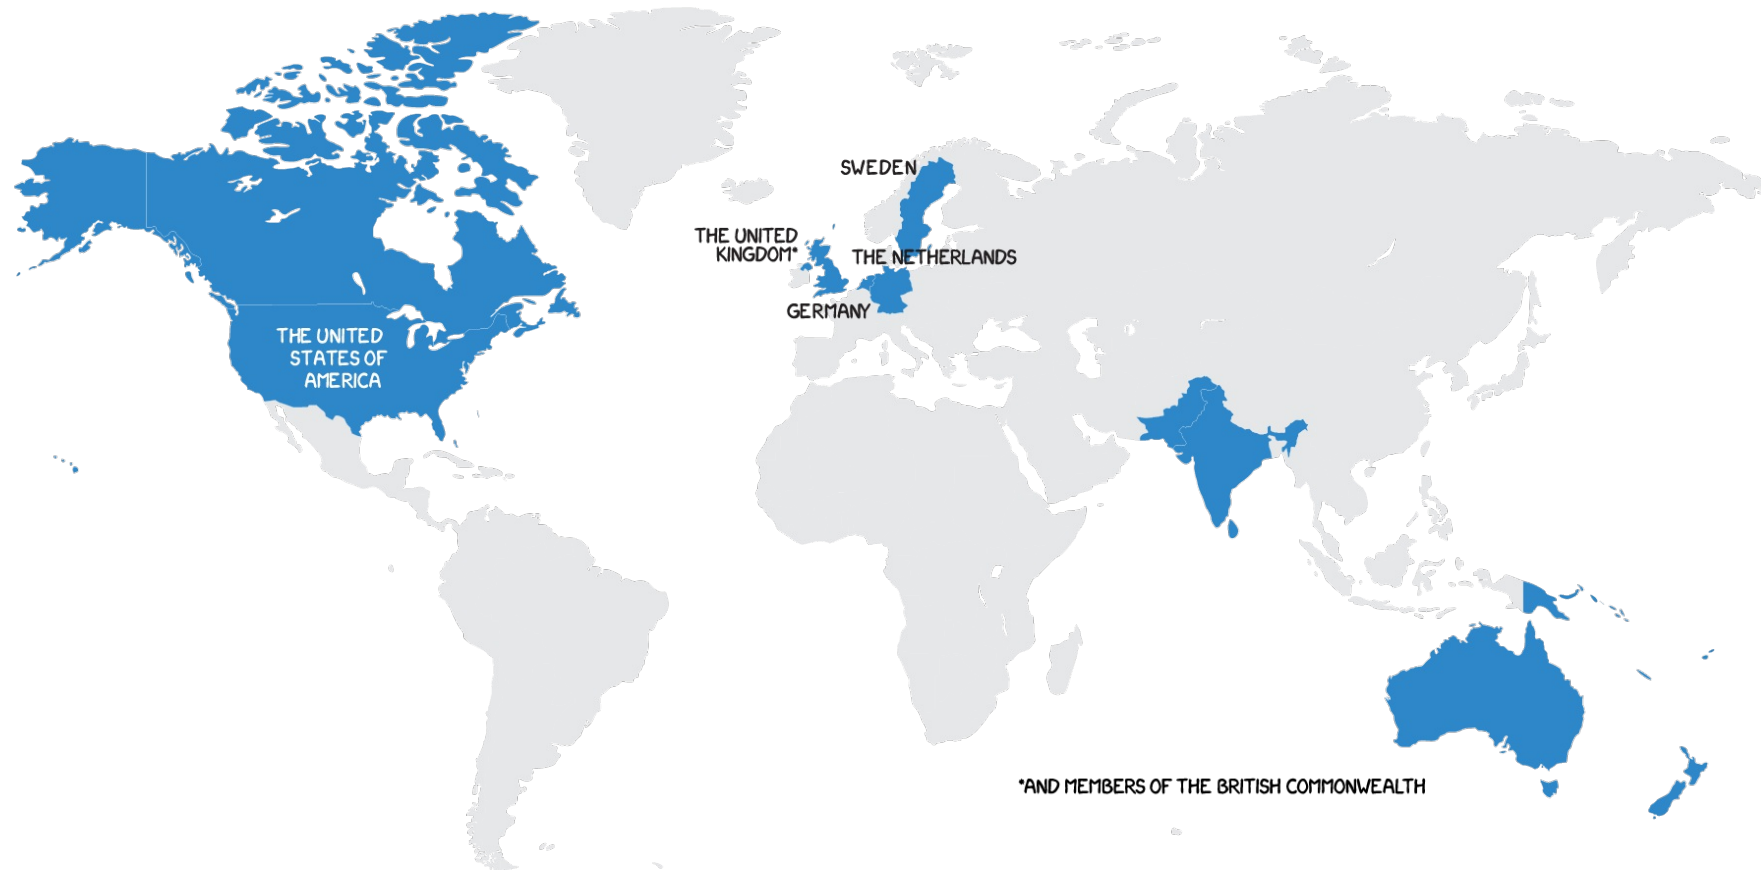 SWEDEN
THE UNITED
KINGDOM*
THE NETHERLANDS
GERMANY
THE UNITED
STATES OF
AMERICA
*AND MEMBERS OF THE BRITISH COMMONWEALTH